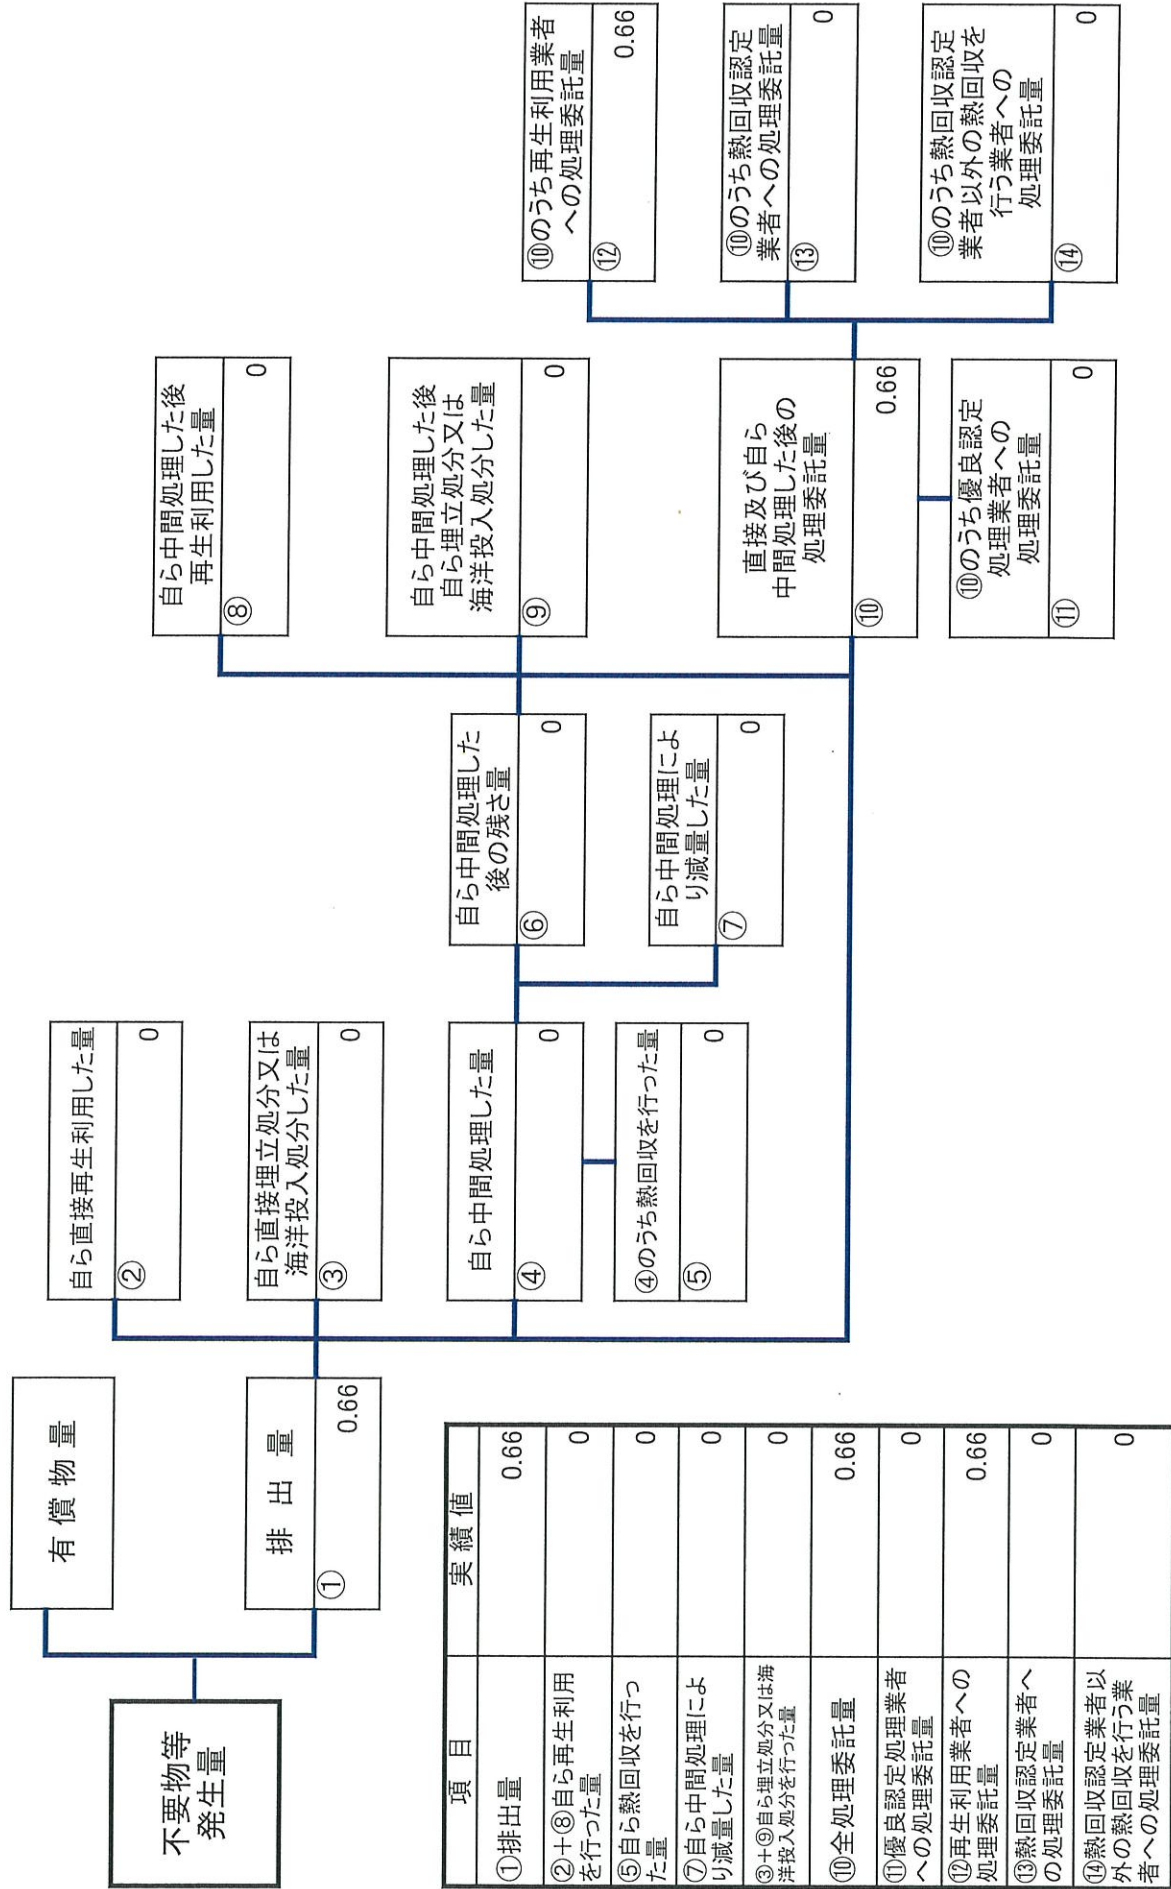 不要物等
発生量
有償物量
排出量
①
0.66
自ら直接再生利用した量
②
0
自ら直接埋立処分又は
海洋投入処分した量
③
0
自ら中間処理した量
④
0
④のうち熱回収を行った量
⑤
0
自ら中間処理した
後の残さ量
⑥
0
自ら中間処理によ
り減量した量
⑦
0
自ら中間処理した後
再生利用した量
⑧
0
自ら中間処理した後
自ら埋立処分又は
海洋投入処分した量
⑨
0
直接及び自ら
中間処理した後の
処理委託量
⑩
0.66
⑩のうち優良認定
処理業者への
処理委託量
⑪
0
⑩のうち再生利用業者
への処理委託量
⑫
0.66
⑩のうち熱回収認定
業者への処理委託量
⑬
0
⑩のうち熱回収認定
業者以外の熱回収を
行う業者への
処理委託量
⑭
0
項目 実績値
①排出量 0.66
②+⑧自ら再生利用
を行った量 0
⑤自ら熱回収を行っ
た量 0
⑦自ら中間処理によ
り減量した量 0
③+⑨自ら埋立処分又は海
洋投入処分を行った量 0
⑩全処理委託量 0.66
⑪優良認定処理業者
への処理委託量 0
⑫再生利用業者への
処理委託量 0.66
⑬熱回収認定業者へ
の処理委託量 0
⑭熱回収認定業者以
外の熱回収を行う業
者への処理委託量 0